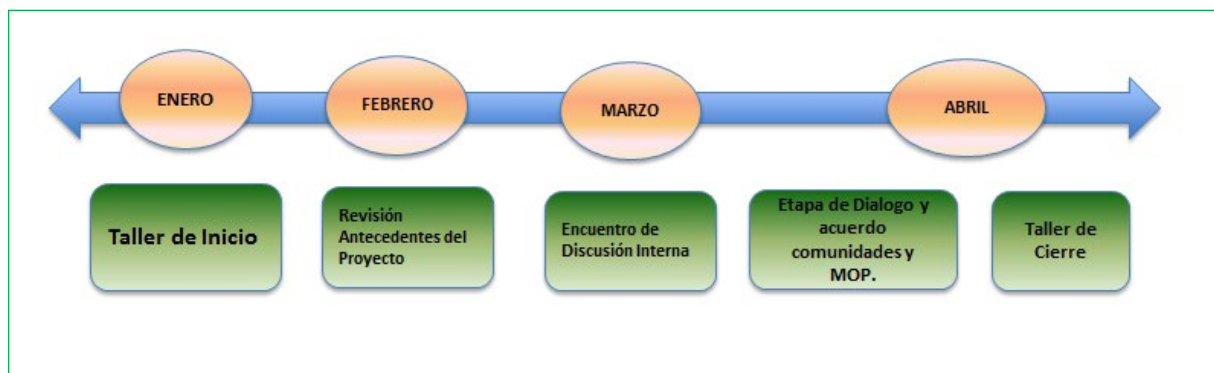 ENERO
FEBRERO
MARZO
ABRIL
Taller de Inicio
Revisión
Antecedentes del
Proyecto
Encuentro de
Discusión Interna
Etapa de Dialogo y
acuerdo
comunidades y
MOP.
Taller de
Cierre